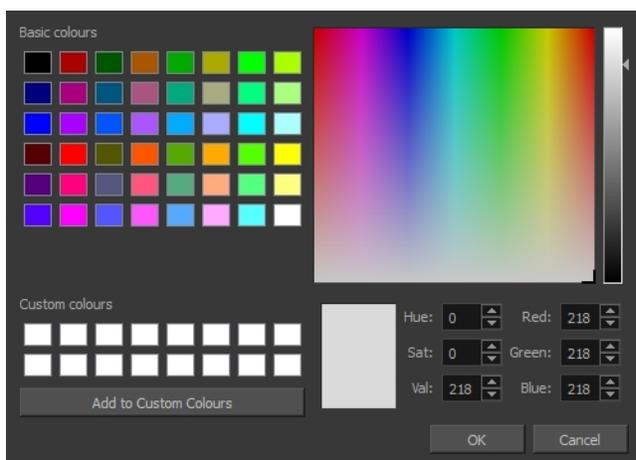 Basic colours
Custom colours
Add to Custom Colours
Hue: 0 Red: 218
Sat: 0 Green: 218
Val: 218 Blue: 218
OK Cancel